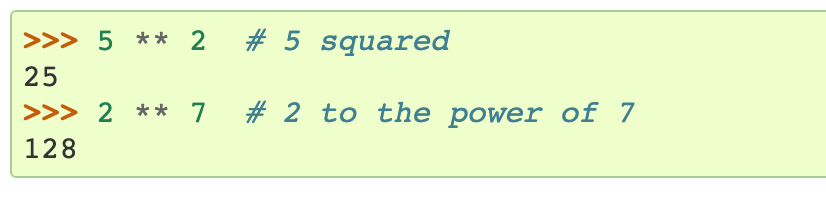 >>> 5 ** 2  # 5 squared
25
>>> 2 ** 7  # 2 to the power of 7
128